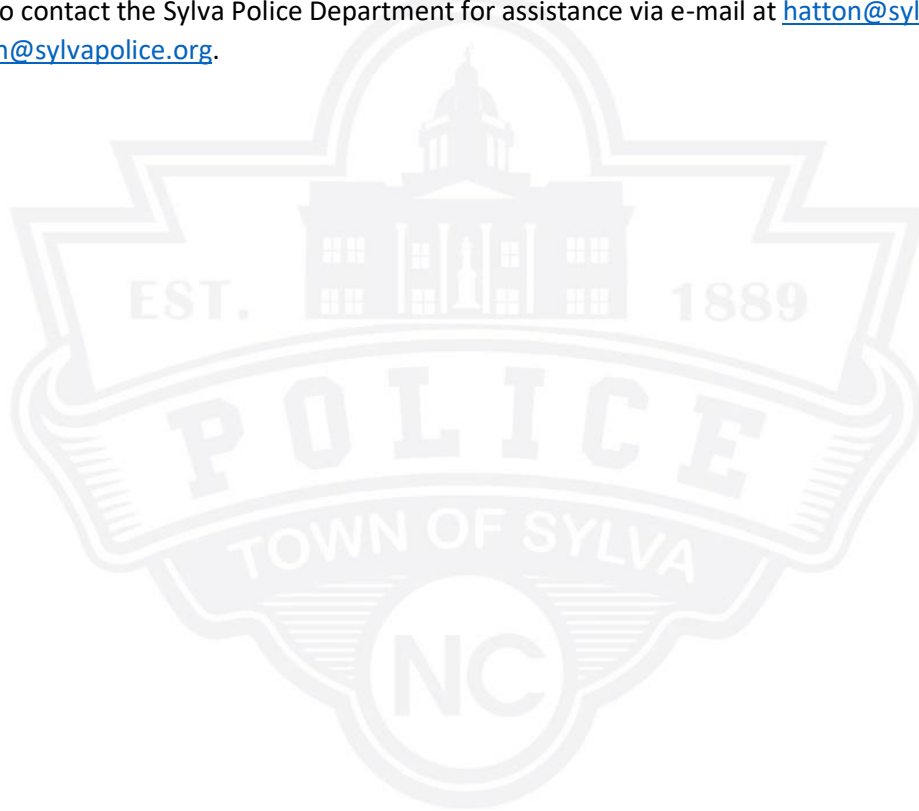 o contact the Sylva Police Department for assistance via e-mail at hatton@syl
n@sylvapolice.org.
EST. 1889
POLICE
TOWN OF SYLVA
NC